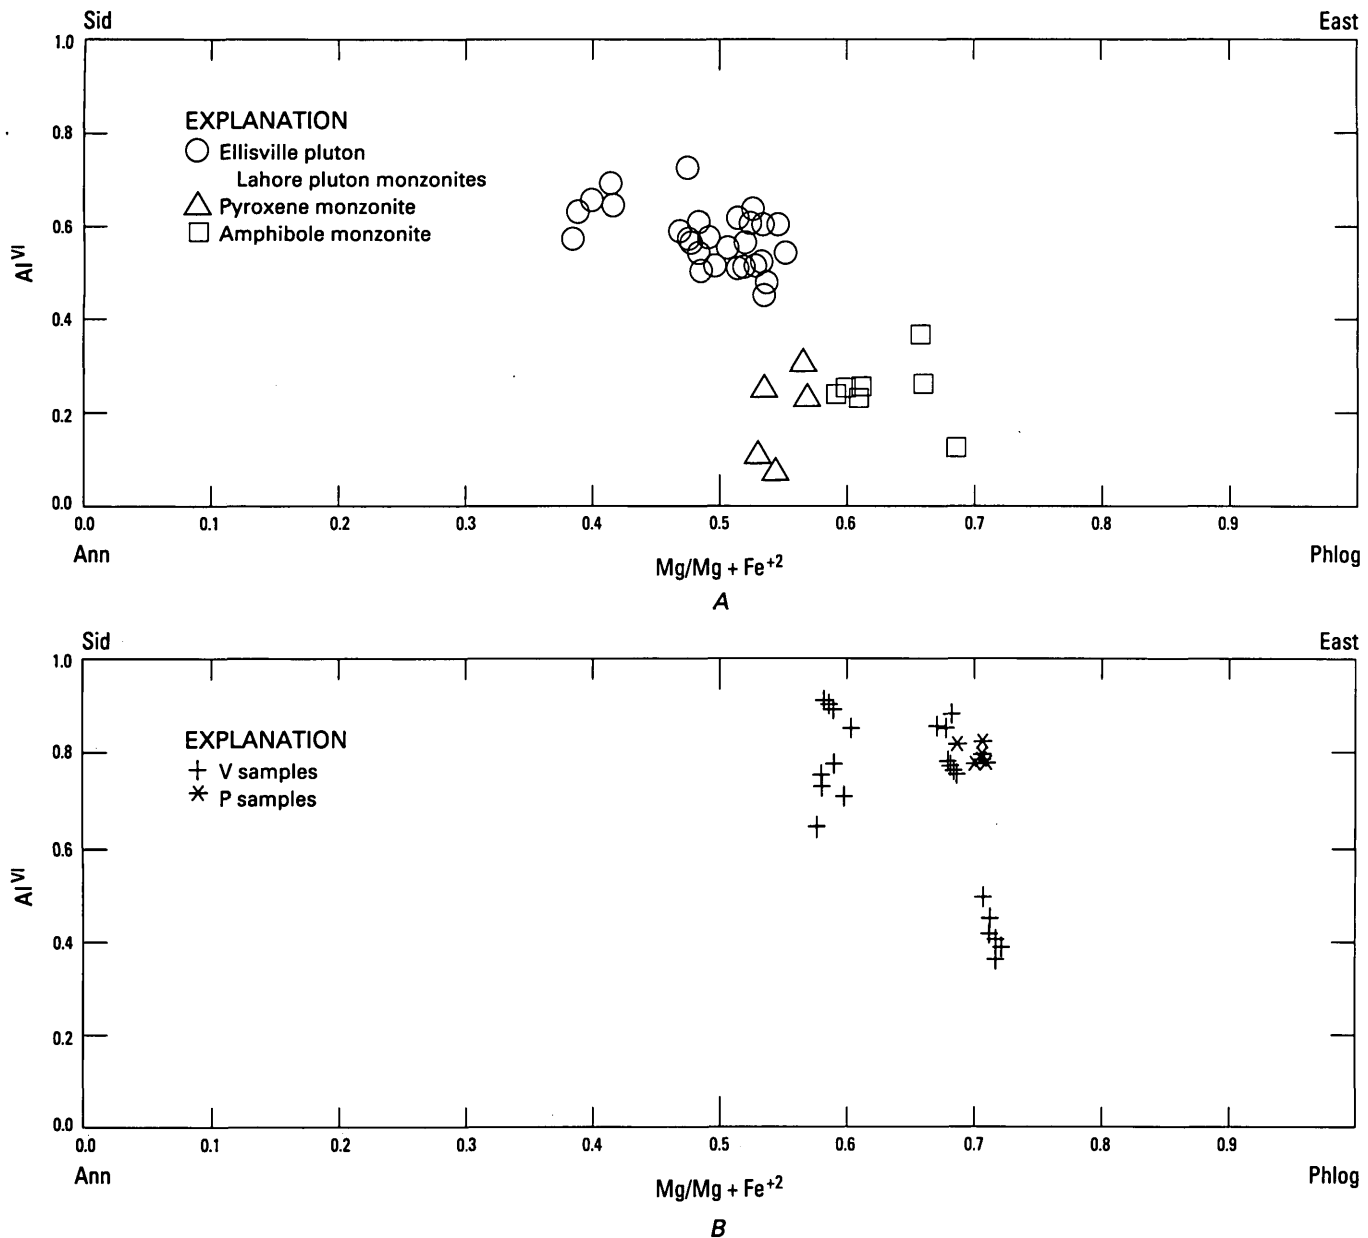 Sid East
1.0
0.8
0.6
0.4
0.2
0.0
Al^VI
EXPLANATION
Ellisville pluton
Lahore pluton monzonites
Pyroxene monzonite
Amphibole monzonite
0.0 0.1 0.2 0.3 0.4 0.5 0.6 0.7 0.8 0.9
Ann Phlog
Mg/Mg + Fe^+2
A
Sid East
1.0
0.8
0.6
0.4
0.2
0.0
Al^VI
EXPLANATION
V samples
P samples
0.0 0.1 0.2 0.3 0.4 0.5 0.6 0.7 0.8 0.9
Ann Phlog
Mg/Mg + Fe^+2
B